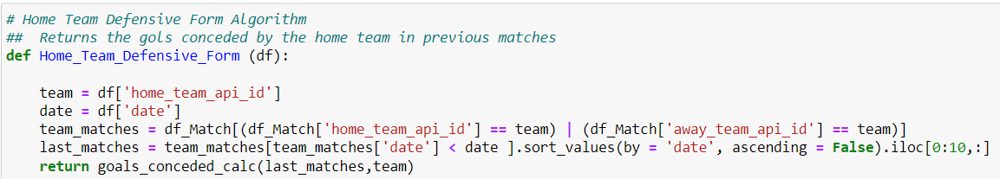 # Home Team Defensive Form Algorithm
##  Returns the gols conceded by the home team in previous matches
def Home_Team_Defensive_Form (df):
    team = df['home_team_api_id']
    date = df['date']
    team_matches = df_Match[(df_Match['home_team_api_id'] == team) | (df_Match['away_team_api_id'] == team)]
    last_matches = team_matches[team_matches['date'] < date ].sort_values(by = 'date', ascending = False).iloc[0:10,:]
    return goals_conceded_calc(last_matches,team)